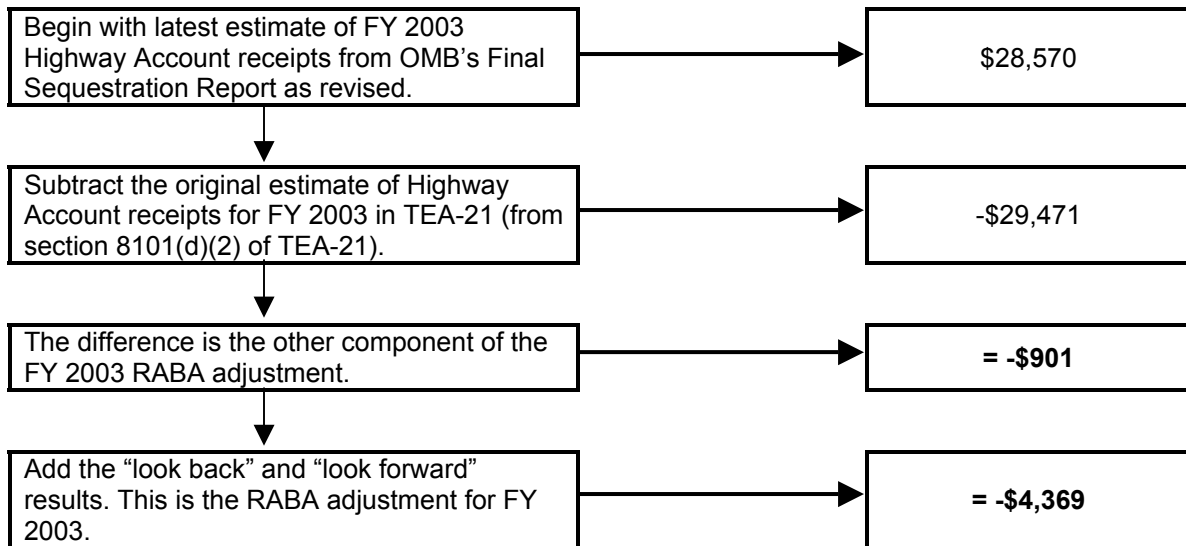 Begin with latest estimate of FY 2003
Highway Account receipts from OMB's Final
Sequestration Report as revised.
$28,570
Subtract the original estimate of Highway
Account receipts for FY 2003 in TEA-21 (from
section 8101(d)(2) of TEA-21).
-$29,471
The difference is the other component of the
FY 2003 RABA adjustment.
= -$901
Add the “look back” and “look forward”
results. This is the RABA adjustment for FY
2003.
= -$4,369